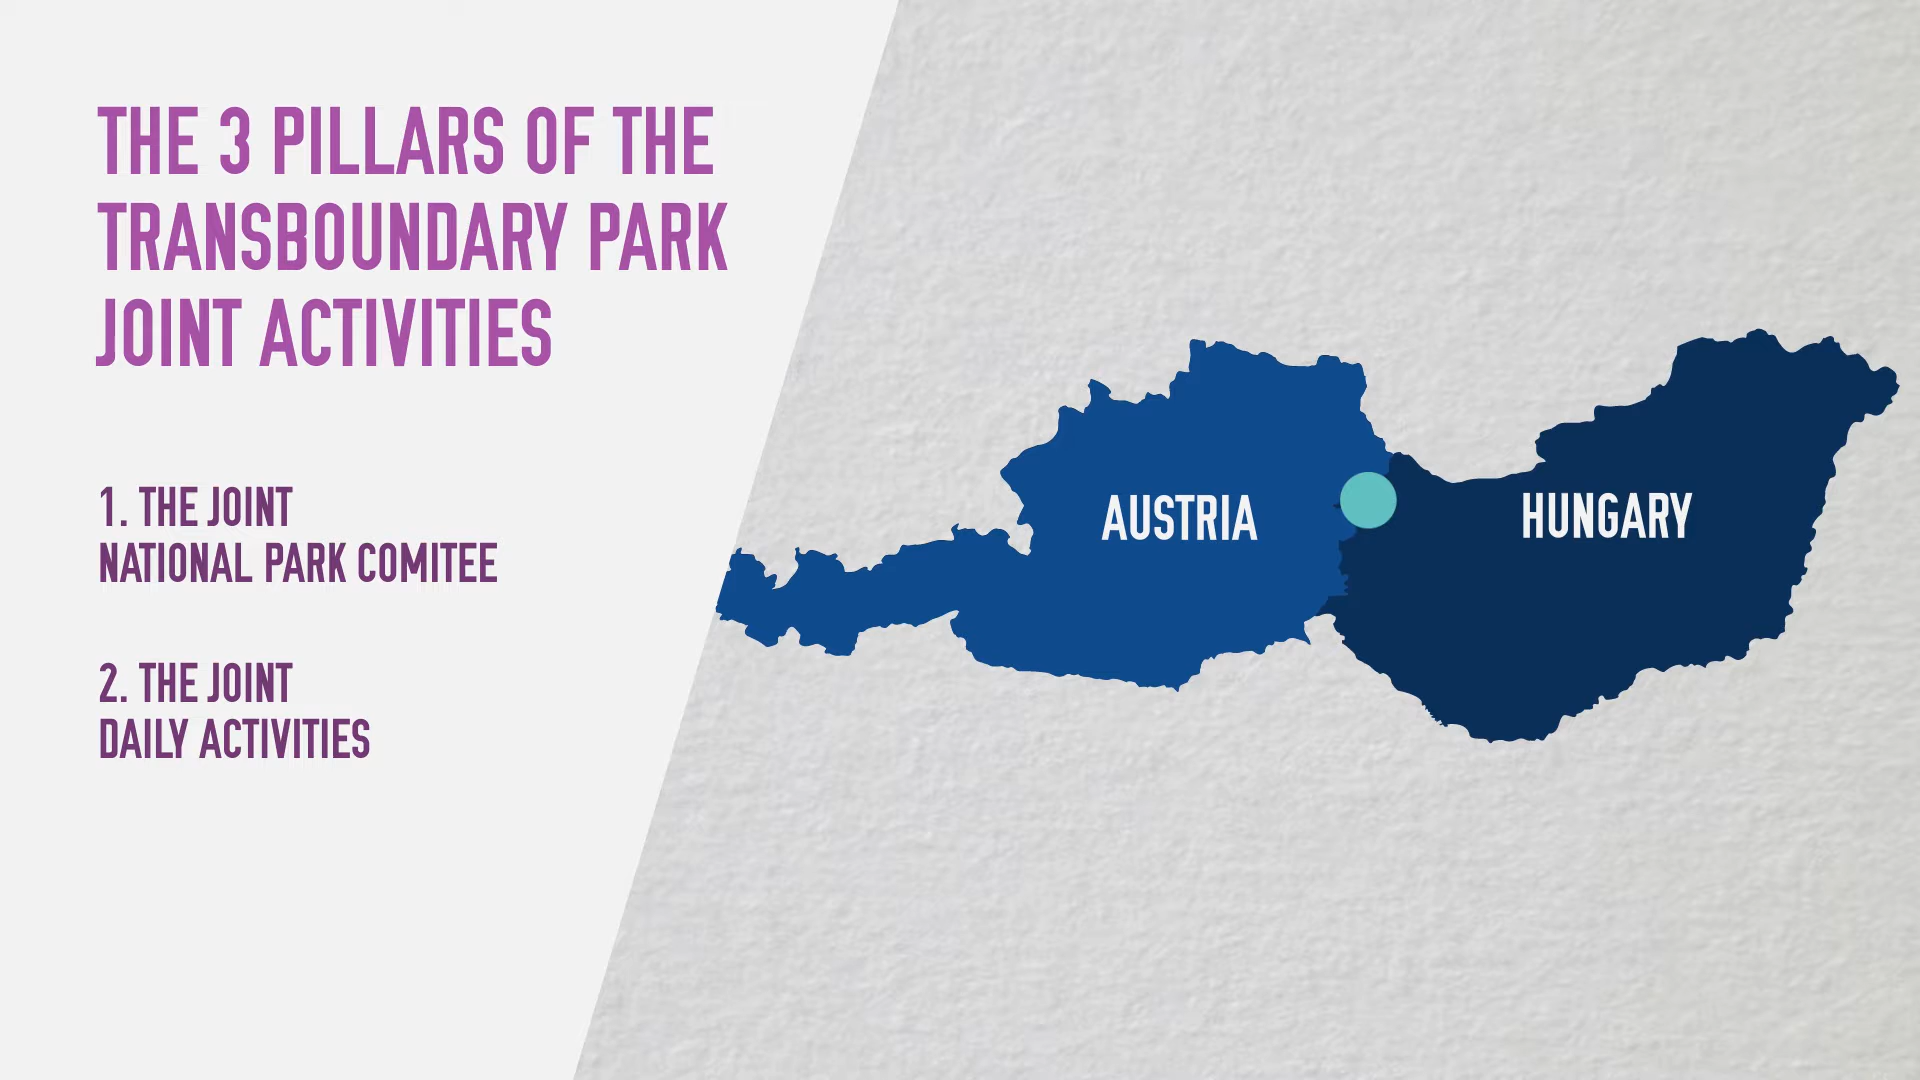 THE 3 PILLARS OF THE
TRANSBOUNDARY PARK
JOINT ACTIVITIES
1. THE JOINT
NATIONAL PARK COMITEE
2. THE JOINT
DAILY ACTIVITIES
AUSTRIA
HUNGARY